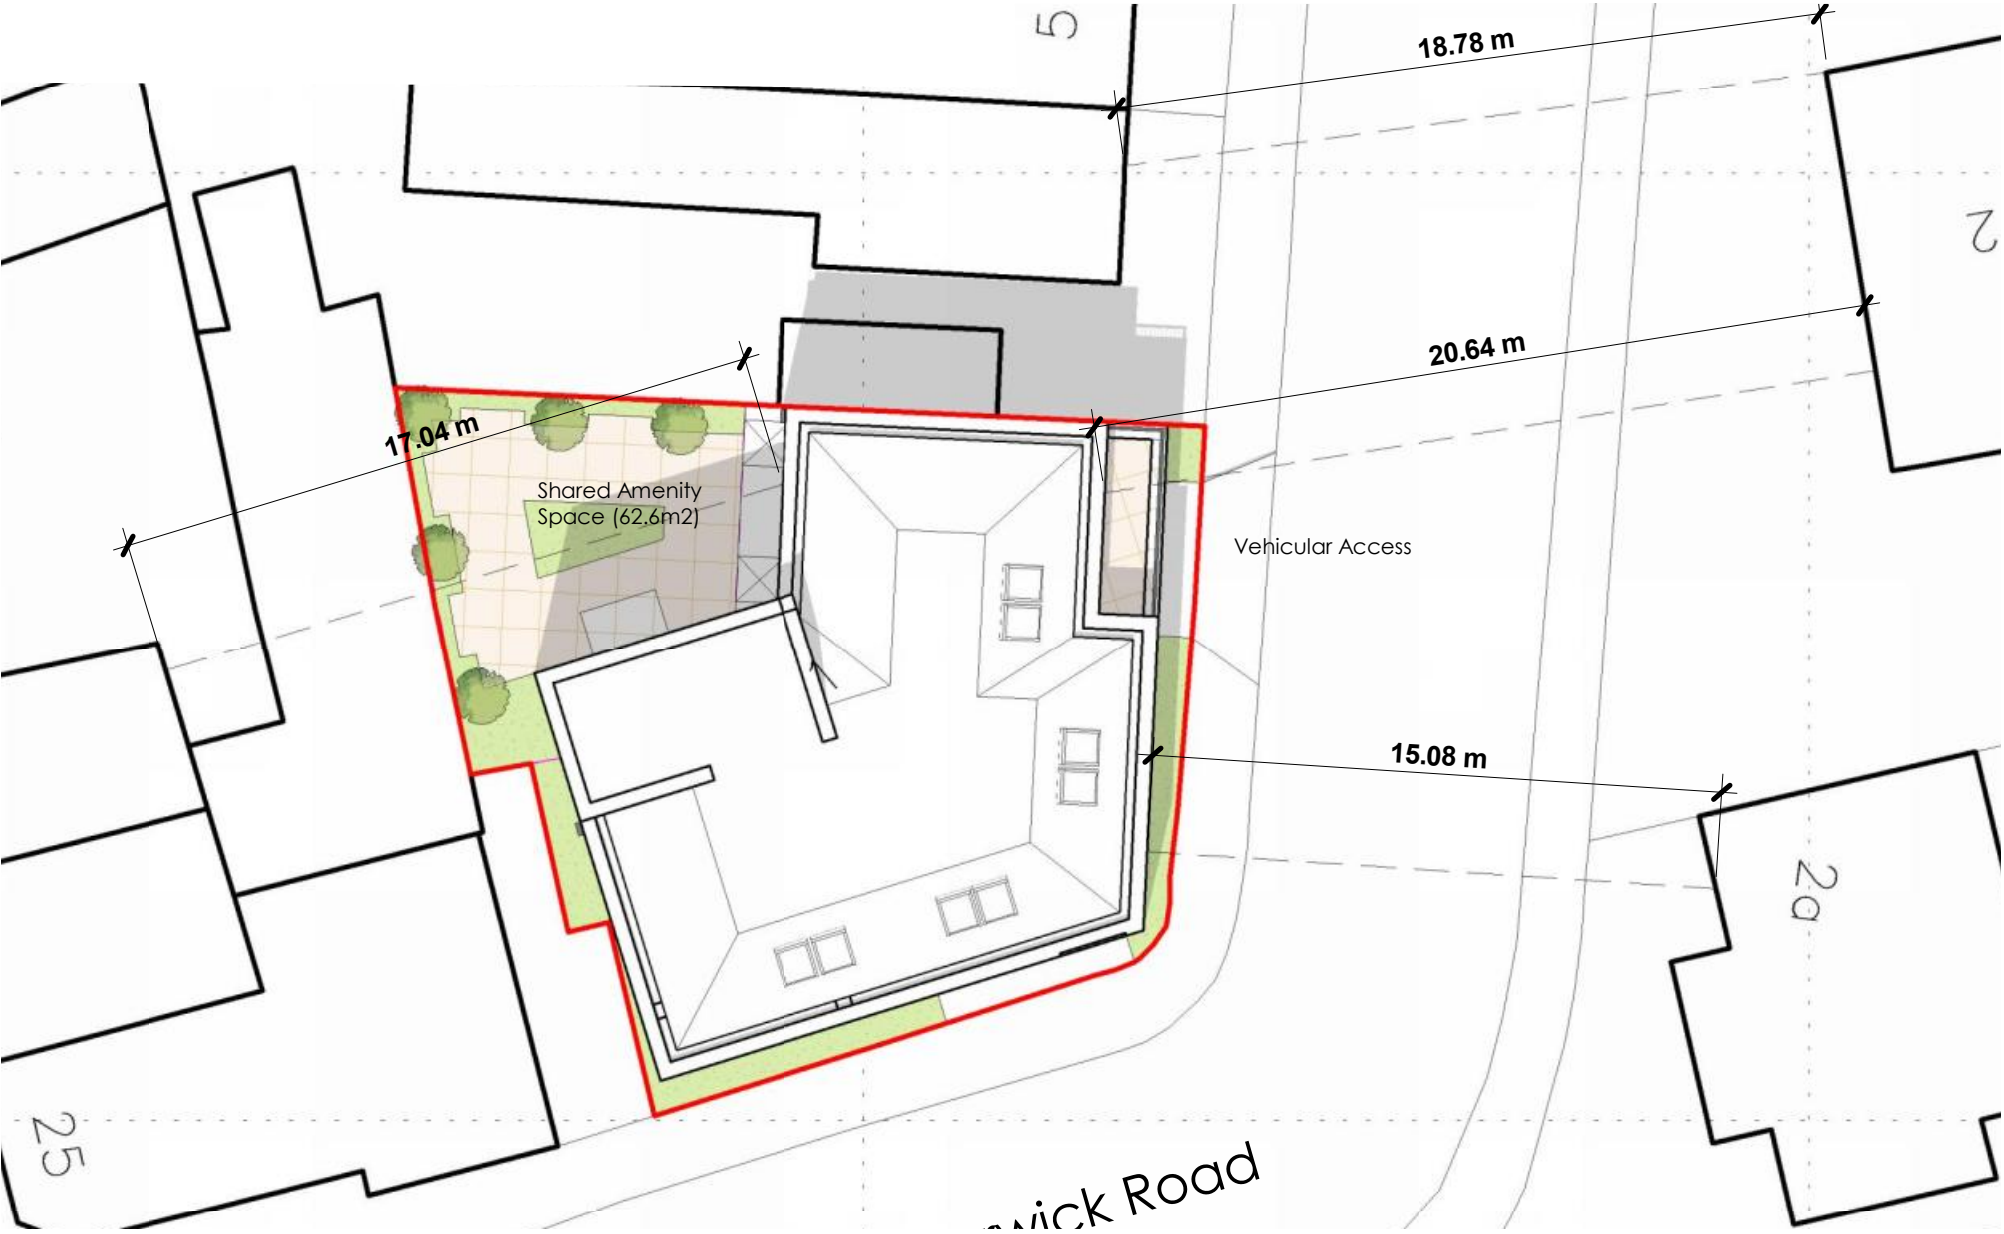 5
18.78 m
2
20.64 m
17.04 m
Shared Amenity
Space (62.6m2)
Vehicular Access
15.08 m
2a
25
Road